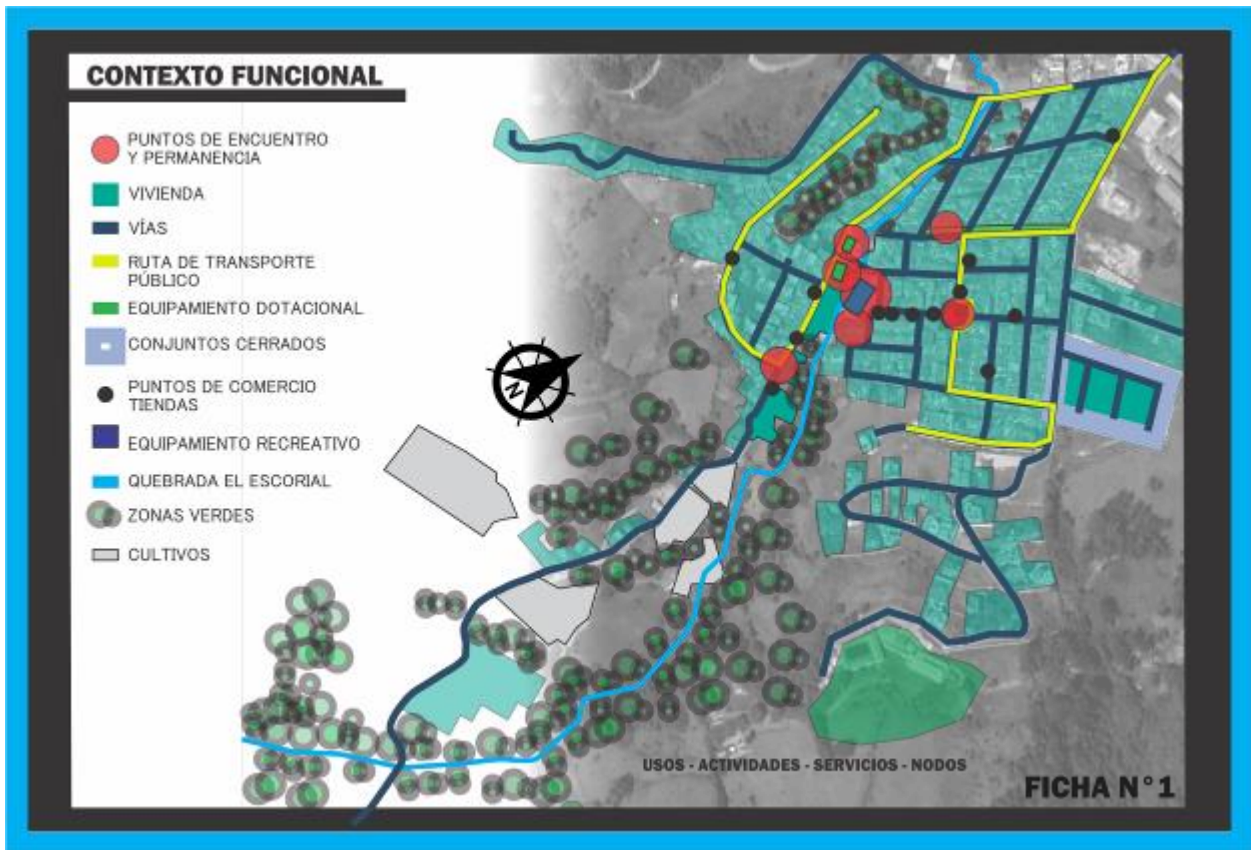 CONTEXTO FUNCIONAL
PUNTOS DE ENCUENTRO
Y PERMANENCIA
VIVIENDA
VÍAS
RUTA DE TRANSPORTE
PÚBLICO
EQUIPAMIENTO DOTACIONAL
CONJUNTOS CERRADOS
PUNTOS DE COMERCIO
TIENDAS
EQUIPAMIENTO RECREATIVO
QUEBRADA EL ESCORIAL
ZONAS VERDES
CULTIVOS
N
USOS - ACTIVIDADES - SERVICIOS - NODOS
FICHA N°1